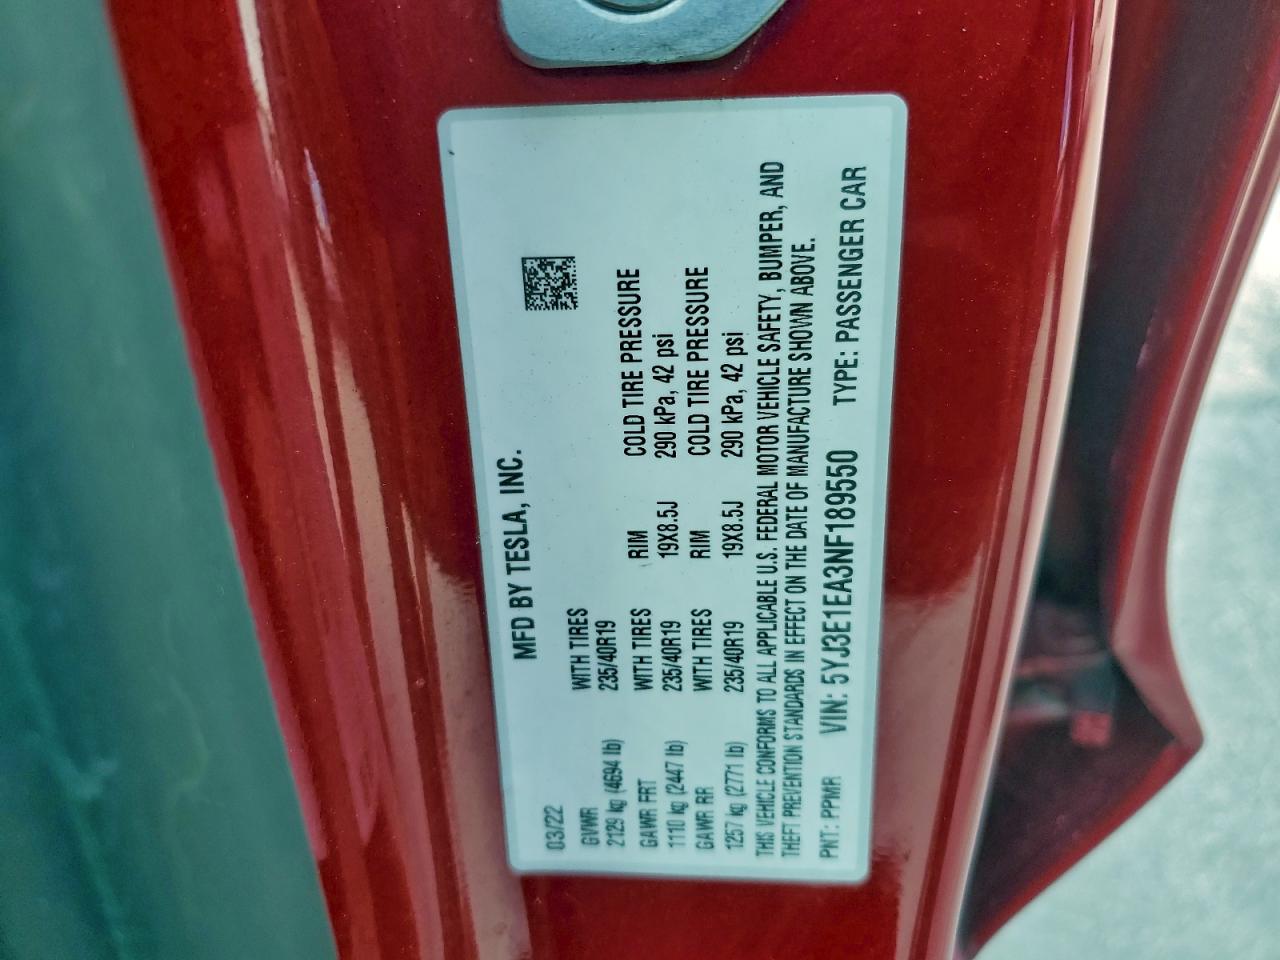 MFD BY TESLA, INC.
03/22
GVWR WITH TIRES RIM COLD TIRE PRESSURE
2129 kg (4694 lb) 235/40R19
GAWR FRT WITH TIRES RIM COLD TIRE PRESSURE
1110 kg (2447 lb) 235/40R19 19X8.5J 290 kPa, 42 psi
GAWR RR WITH TIRES RIM COLD TIRE PRESSURE
1257 kg (2771 lb) 235/40R19 19X8.5J 290 kPa, 42 psi
THIS VEHICLE CONFORMS TO ALL APPLICABLE U.S. FEDERAL MOTOR VEHICLE SAFETY, BUMPER, AND
THEFT PREVENTION STANDARDS IN EFFECT ON THE DATE OF MANUFACTURE SHOWN ABOVE.
PNT: PPMR VIN: 5YJ3E1EA3NF189550 TYPE: PASSENGER CAR